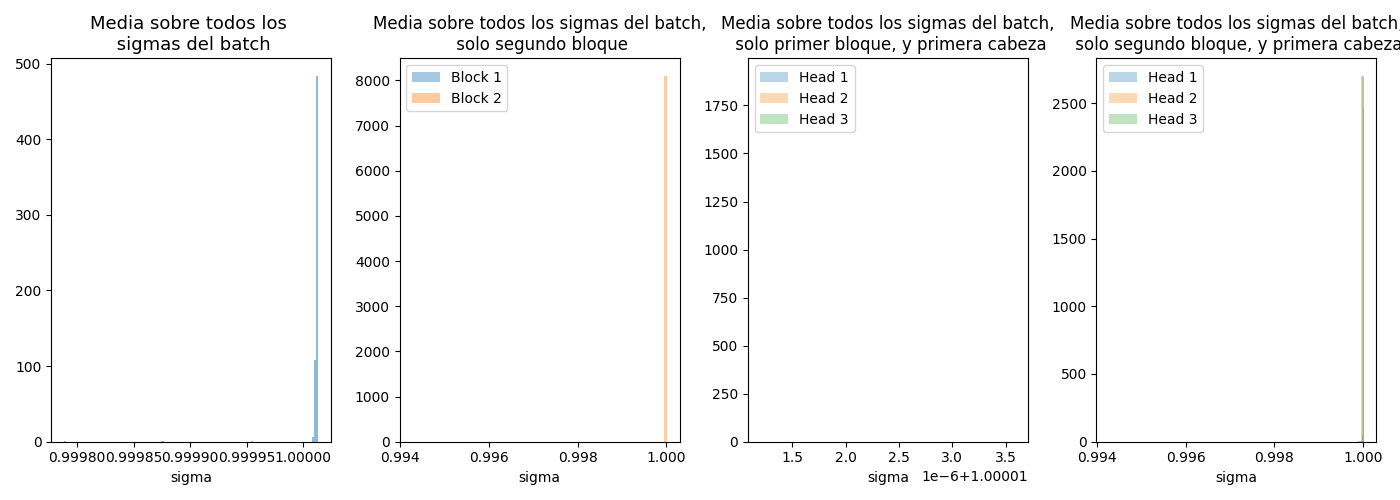 Media sobre todos los
sigmas del batch
500
400
300
200
100
0
0.99980
0.99985
0.99990
0.99995
1.00000
sigma
Media sobre todos los sigmas del batch,
solo segundo bloque
Block 1
Block 2
8000
7000
6000
5000
4000
3000
2000
1000
0
0.994
0.996
0.998
1.000
sigma
Media sobre todos los sigmas del batch,
solo primer bloque, y primera cabeza
Head 1
Head 2
Head 3
1750
1500
1250
1000
750
500
250
0
1.5
2.0
2.5
3.0
3.5
sigma
1e−6+1.00001
Media sobre todos los sigmas del batch,
solo segundo bloque, y primera cabeza
Head 1
Head 2
Head 3
2500
2000
1500
1000
500
0
0.994
0.996
0.998
1.000
sigma